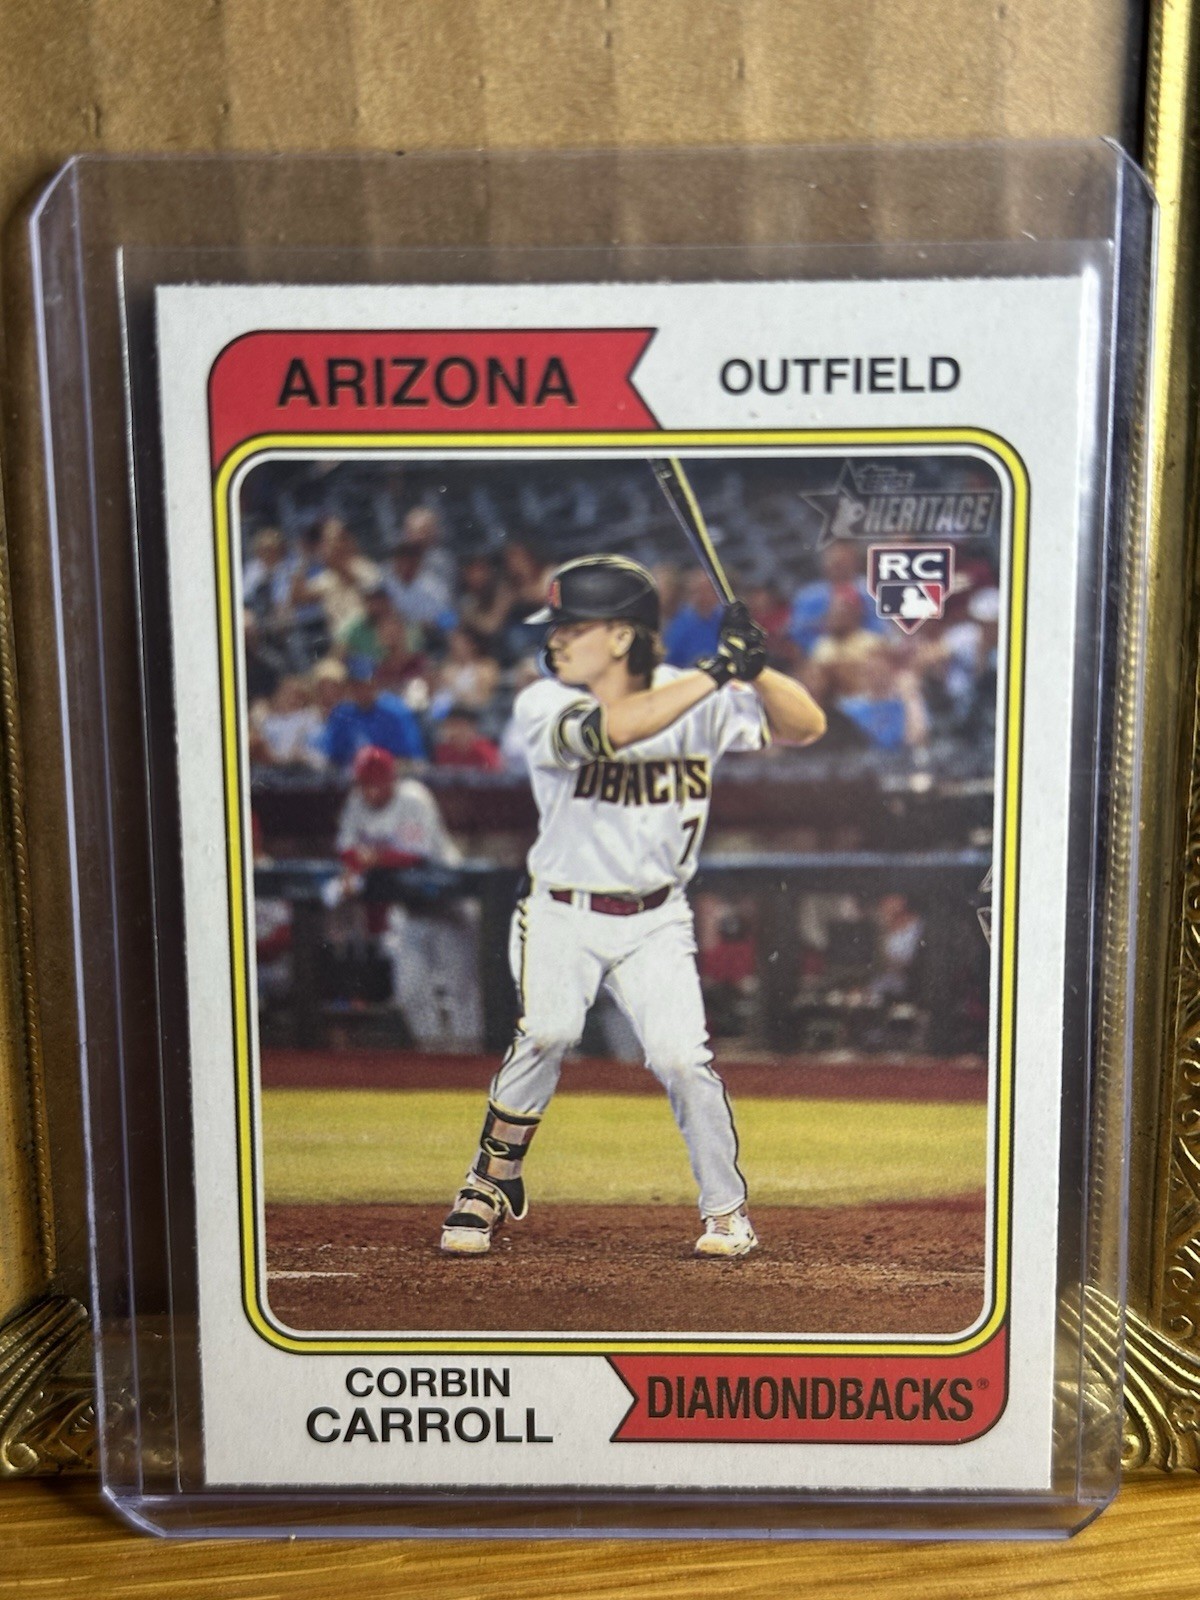 ARIZONA
OUTFIELD
Topps
HERITAGE
RC
DBACKS
7
CORBIN
CARROLL
DIAMONDBACKS®